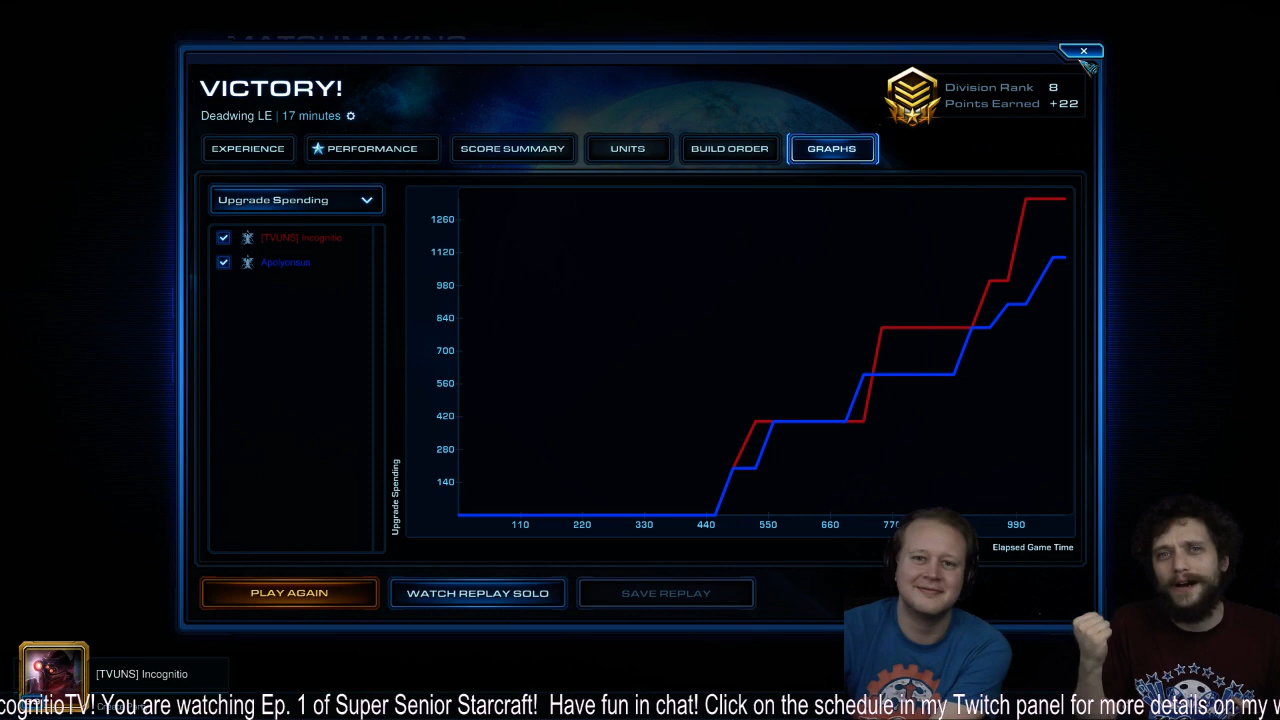 VICTORY!
Deadwing LE | 17 minutes
Division Rank 8
Points Earned +22
EXPERIENCE
PERFORMANCE
SCORE SUMMARY
UNITS
BUILD ORDER
GRAPHS
Upgrade Spending
[TVUNS] Incognitio
Apolyonsuo
1260
1120
980
840
700
560
420
280
140
Upgrade Spending
110 220 330 440 550 660 770 990
Elapsed Game Time
PLAY AGAIN
WATCH REPLAY SOLO
SAVE REPLAY
[TVUNS] Incognitio
cognitioTV! You are watching Ep. 1 of Super Senior Starcraft! Have fun in chat! Click on the schedule in my Twitch panel for more details on my